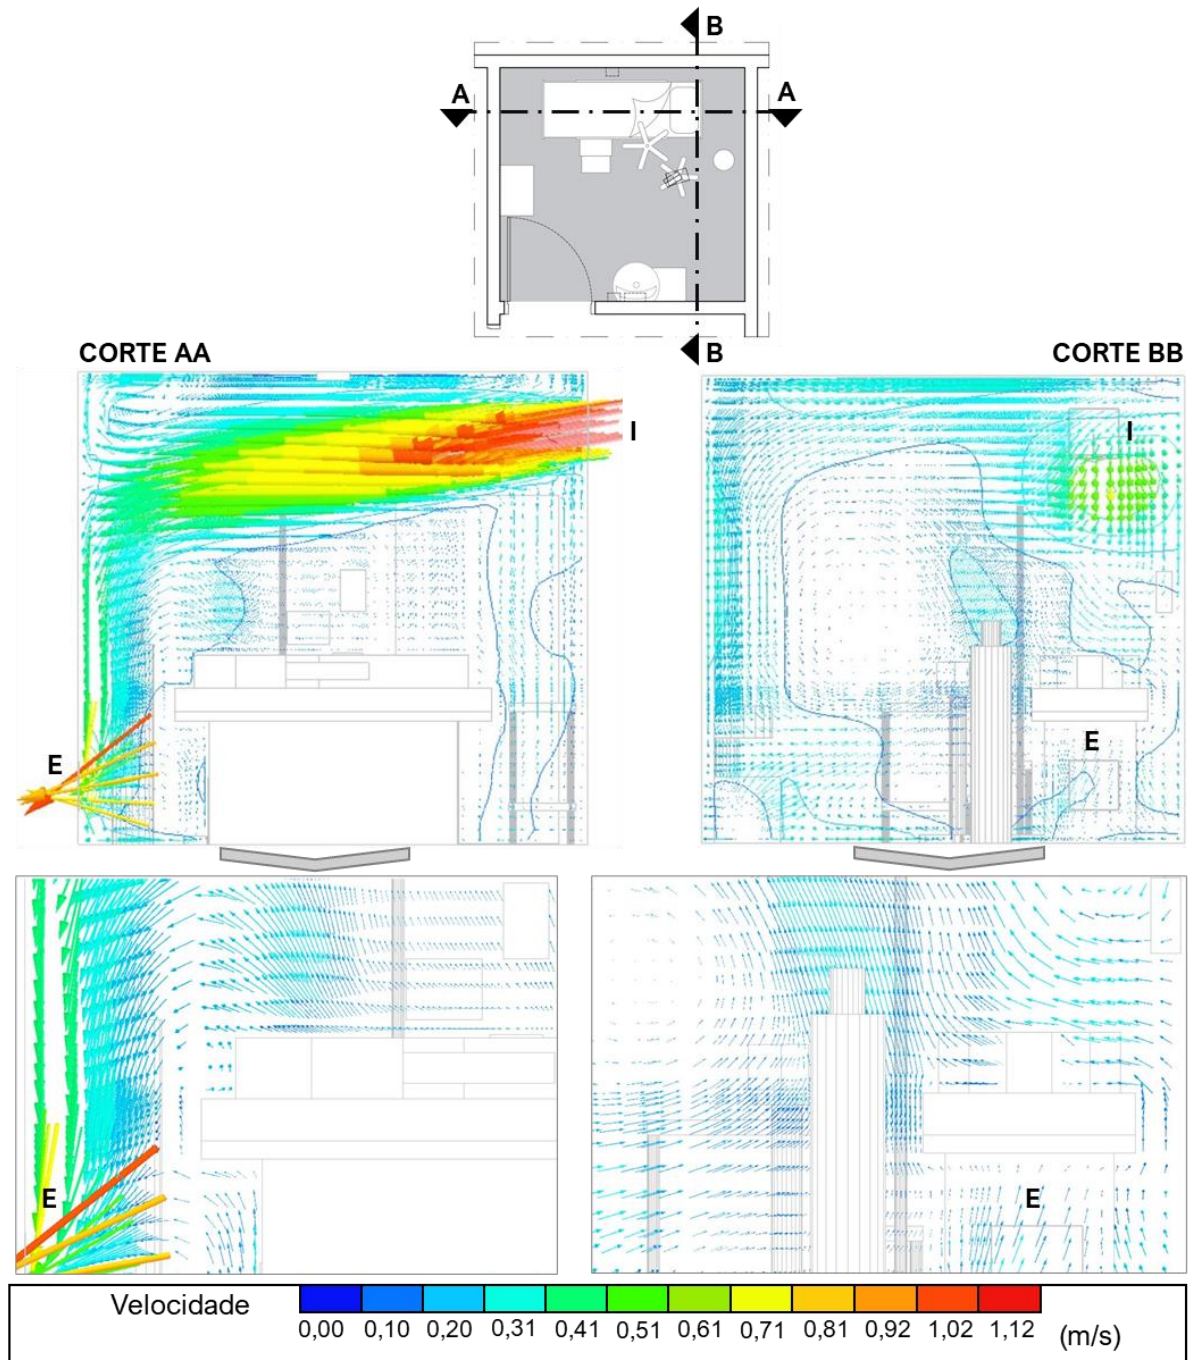 B
A A
B
CORTE AA CORTE BB
I I
E E
E E
Velocidade
0,00 0,10 0,20 0,31 0,41 0,51 0,61 0,71 0,81 0,92 1,02 1,12 (m/s)